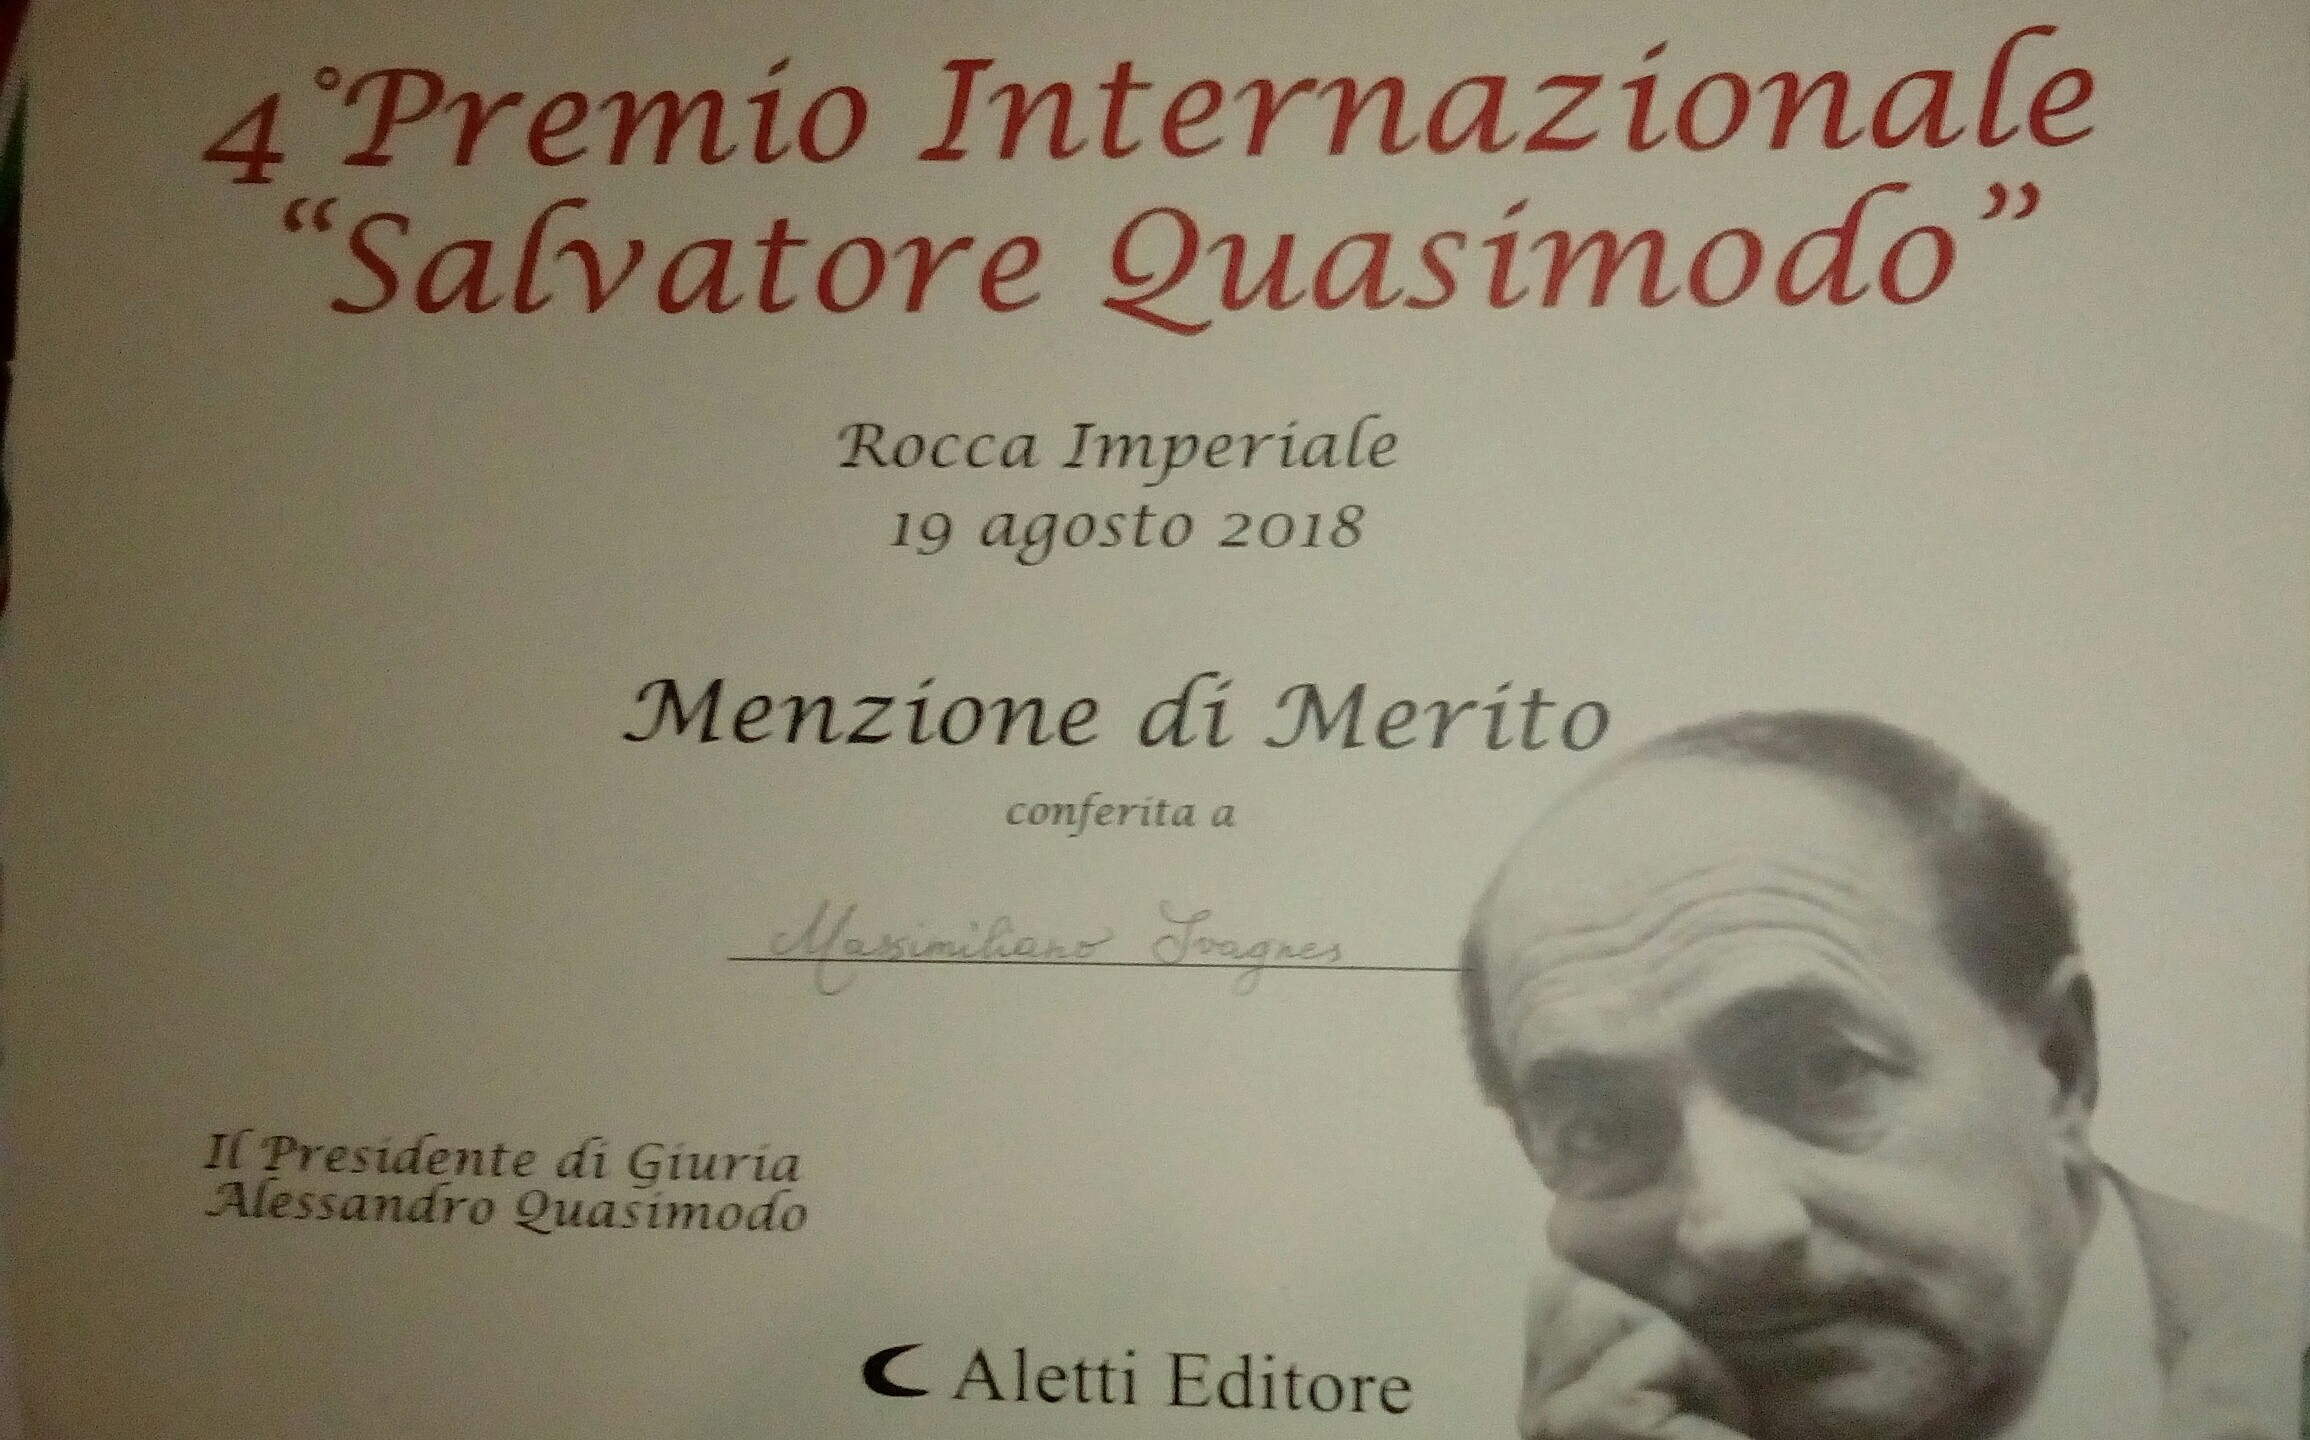 4° Premio Internazionale
“Salvatore Quasimodo”
Rocca Imperiale
19 agosto 2018
Menzione di Merito
conferita a
Massimiliano Ivagnes
Il Presidente di Giuria
Alessandro Quasimodo
Aletti Editore